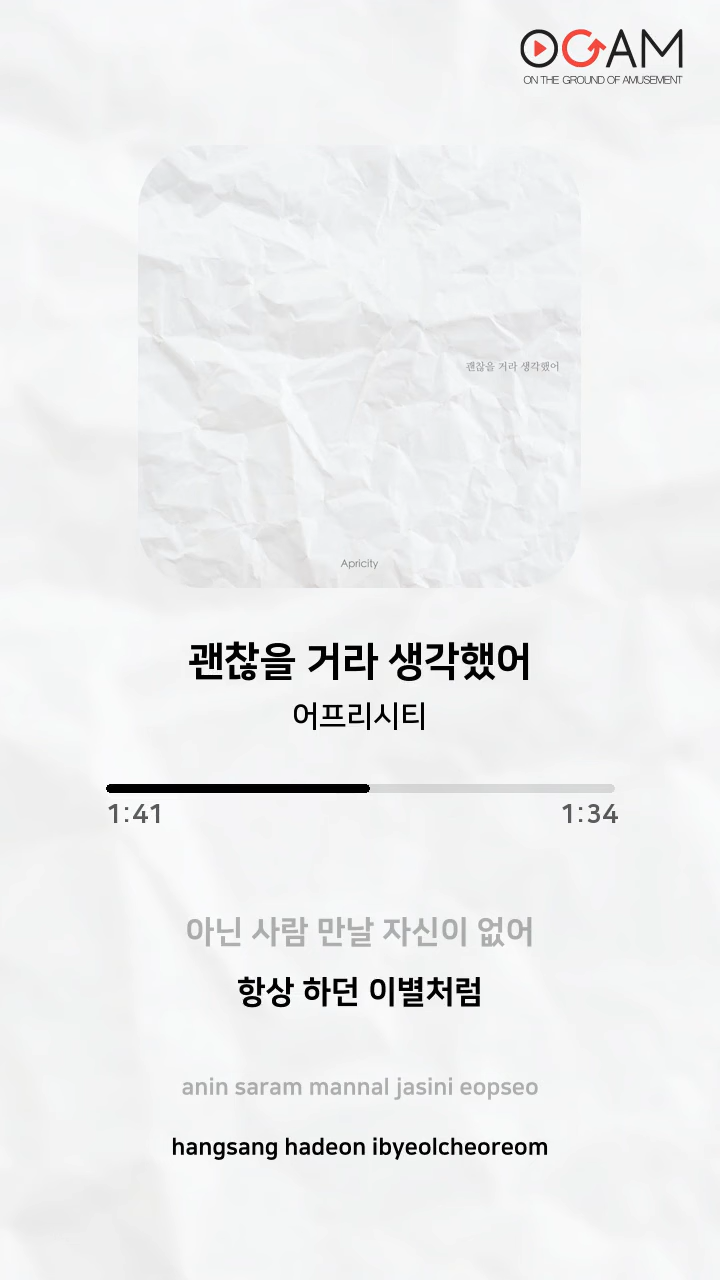 OGAM
ON THE GROUND OF AMUSEMENT
괜찮을 거라 생각했어
Apricity
괜찮을 거라 생각했어
어프리시티
1:41
1:34
아닌 사람 만날 자신이 없어
항상 하던 이별처럼
anin saram mannal jasini eopseo
hangsang hadeon ibyeolcheoreom